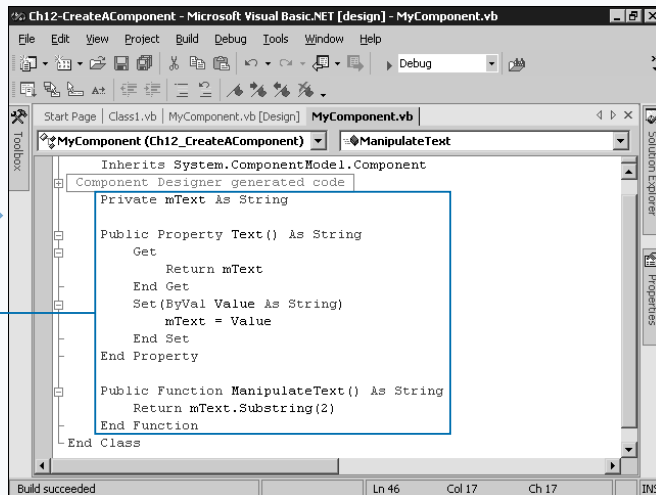 Ch12-CreateAComponent - Microsoft Visual Basic.NET [design] - MyComponent.vb
File Edit View Project Build Debug Tools Window Help
Debug
Start Page Class1.vb MyComponent.vb [Design] MyComponent.vb
MyComponent (Ch12_CreateAComponent) ManipulateText
Toolbox
Solution Explorer
Properties
Inherits System.ComponentModel.Component
Component Designer generated code
Private mText As String
Public Property Text() As String
Get
Return mText
End Get
Set(ByVal Value As String)
mText = Value
End Set
End Property
Public Function ManipulateText() As String
Return mText.Substring(2)
End Function
End Class
Build succeeded Ln 46 Col 17 Ch 17 INS